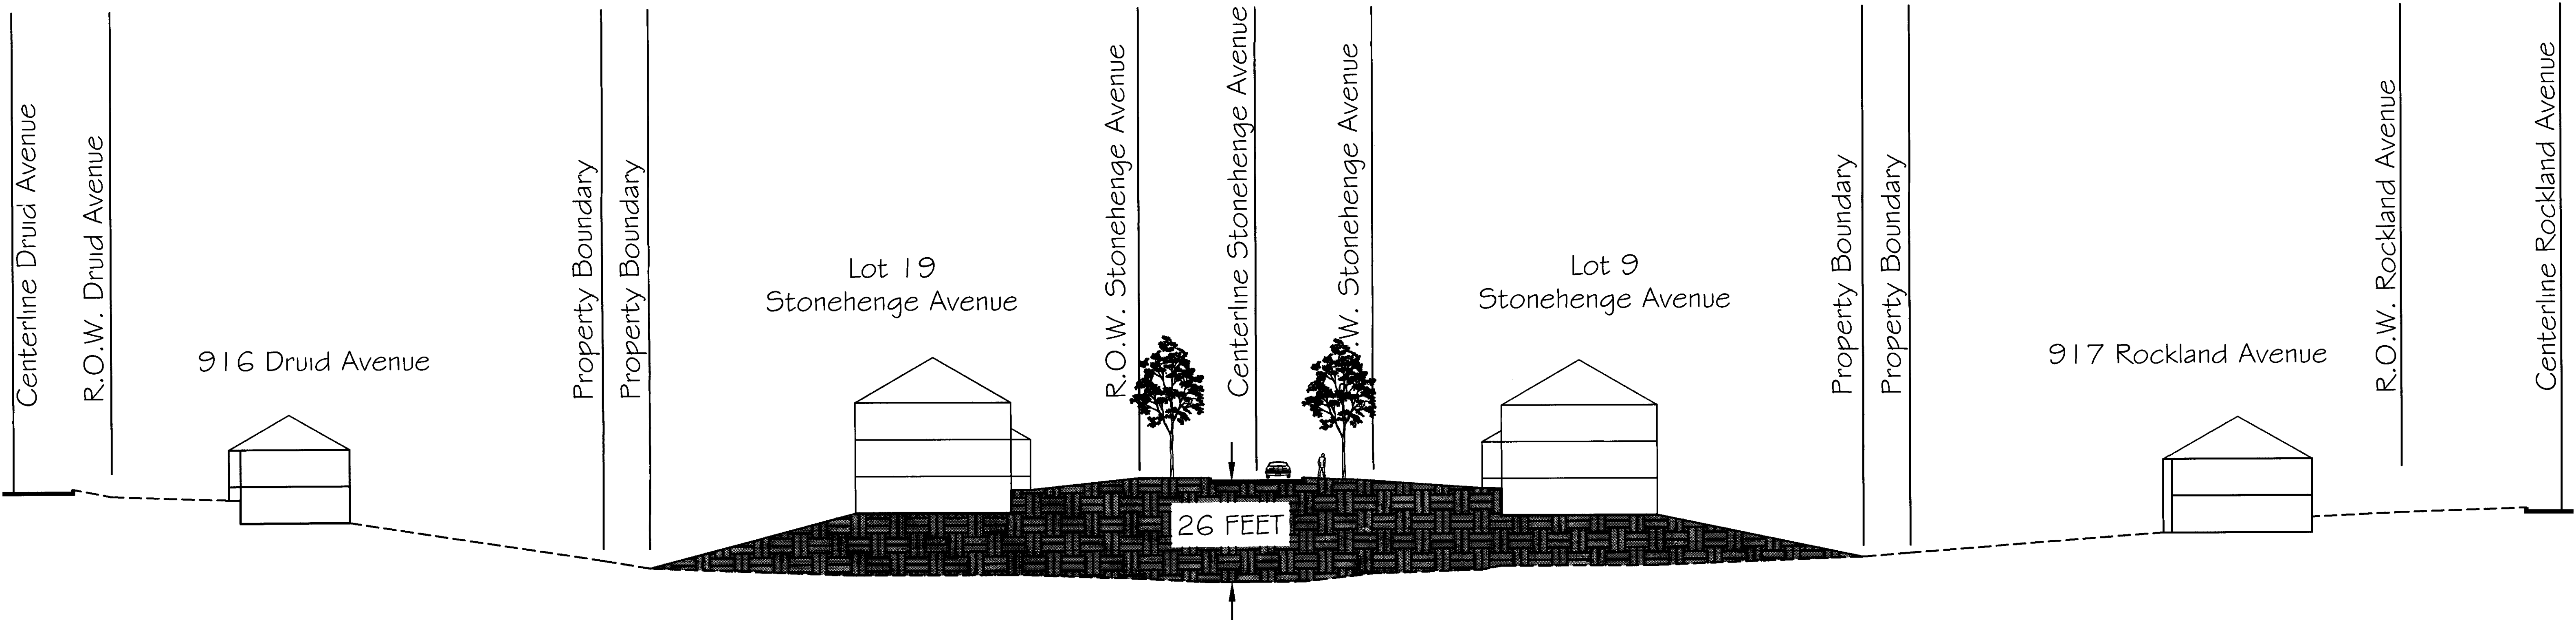 Centerline Druid Avenue
R.O.W. Druid Avenue
916 Druid Avenue
Property Boundary
Property Boundary
Lot 19
Stonehenge Avenue
R.O.W. Stonehenge Avenue
Centerline Stonehenge Avenue
.W. Stonehenge Avenue
26 FEET
Lot 9
Stonehenge Avenue
Property Boundary
Property Boundary
917 Rockland Avenue
R.O.W. Rockland Avenue
Centerline Rockland Avenue